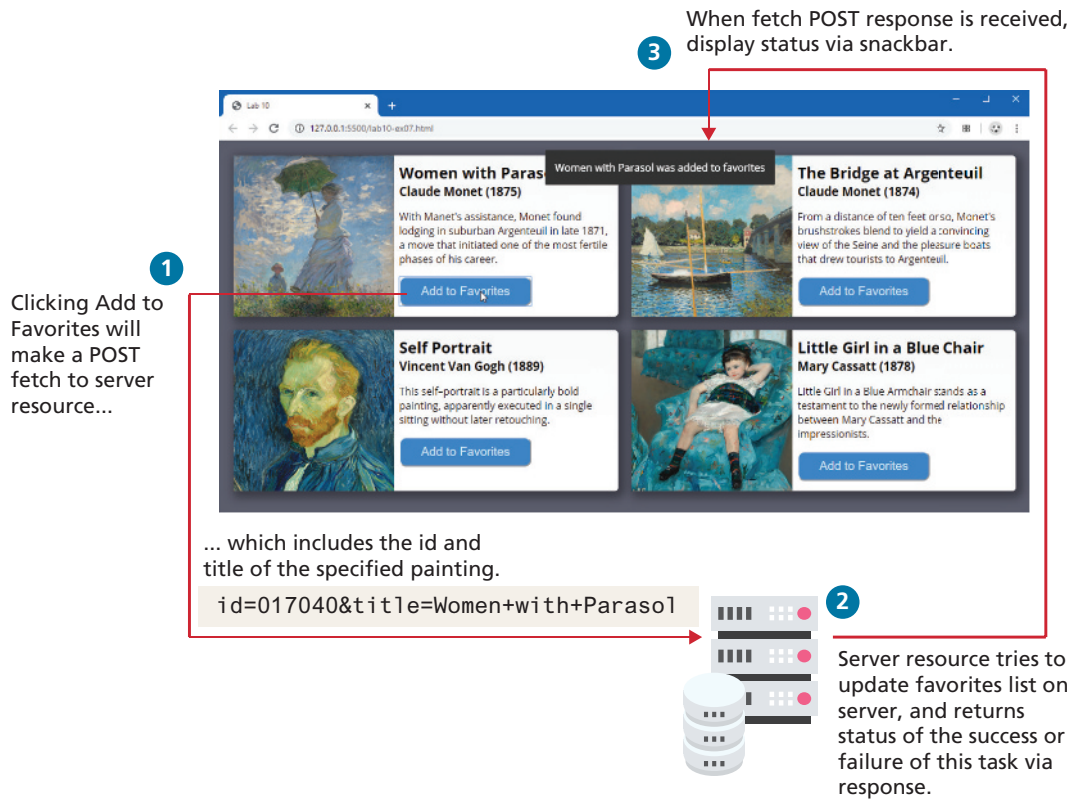 When fetch POST response is received,
display status via snackbar.
3
Lab 10
127.0.0.1:5500/lab10-ex07.html
Women with Paraso
Claude Monet (1875)
With Manet's assistance, Monet found
lodging in suburban Argenteuil in late 1871,
a move that initiated one of the most fertile
phases of his career.
Add to Favorites
Women with Parasol was added to favorites
The Bridge at Argenteuil
Claude Monet (1874)
From a distance of ten feet or so, Monet's
brushstrokes blend to yield a convincing
view of the Seine and the pleasure boats
that drew tourists to Argenteuil.
Add to Favorites
1
Clicking Add to
Favorites will
make a POST
fetch to server
resource...
Self Portrait
Vincent Van Gogh (1889)
This self-portrait is a particularly bold
painting, apparently executed in a single
sitting without later retouching.
Add to Favorites
Little Girl in a Blue Chair
Mary Cassatt (1878)
Little Girl in a Blue Armchair stands as a
testament to the newly formed relationship
between Mary Cassatt and the
impressionists.
Add to Favorites
... which includes the id and
title of the specified painting.
id=017040&title=Women+with+Parasol
2
Server resource tries to
update favorites list on
server, and returns
status of the success or
failure of this task via
response.